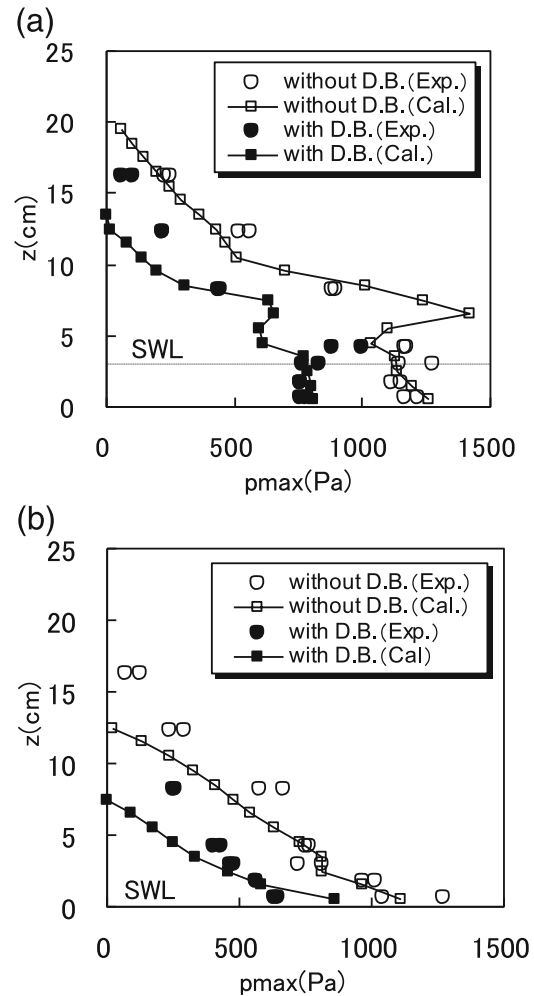 (a)
25
20
15
10
5
0
z(cm)
without D.B.(Exp.)
without D.B.(Cal.)
with D.B.(Exp.)
with D.B.(Cal.)
SWL
0 500 1000 1500
pmax(Pa)
(b)
25
20
15
10
5
0
z(cm)
without D.B.(Exp.)
without D.B.(Cal.)
with D.B.(Exp.)
with D.B.(Cal)
SWL
0 500 1000 1500
pmax(Pa)